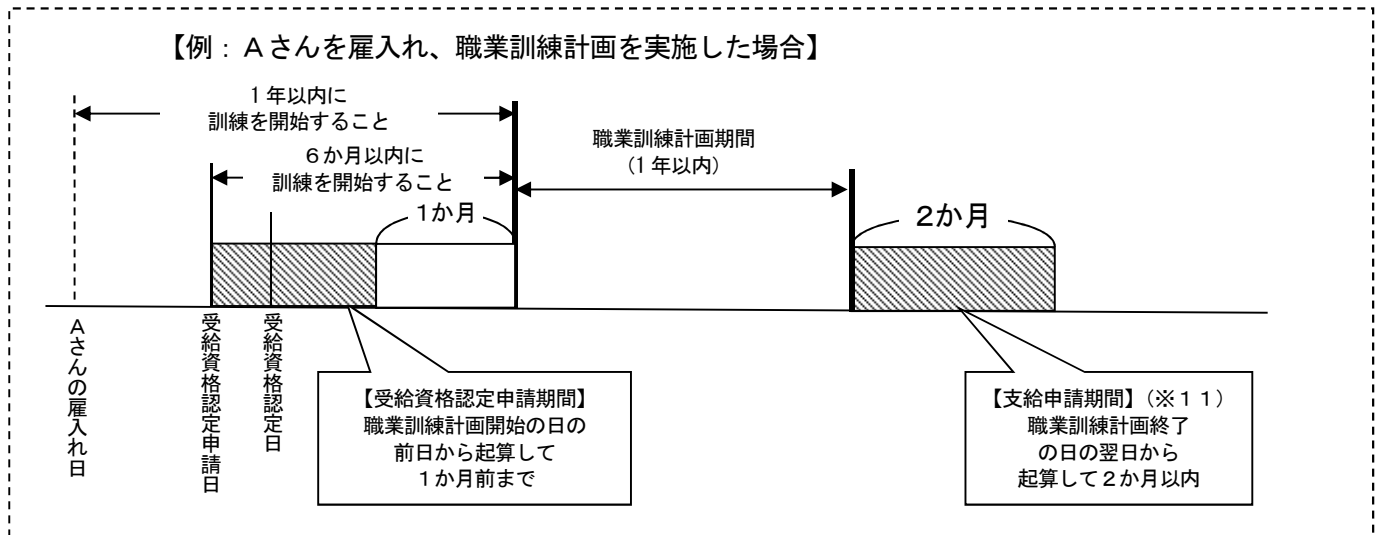 【例：Ａさんを雇入れ、職業訓練計画を実施した場合】
１年以内に
訓練を開始すること
６か月以内に
訓練を開始すること
１か月
職業訓練計画期間
（１年以内）
２か月
Ａさんの雇入れ日
受給資格認定申請日
受給資格認定日
【受給資格認定申請期間】
職業訓練計画開始の日の
前日から起算して
１か月前まで
【支給申請期間】（※１１）
職業訓練計画終了
の日の翌日から
起算して２か月以内